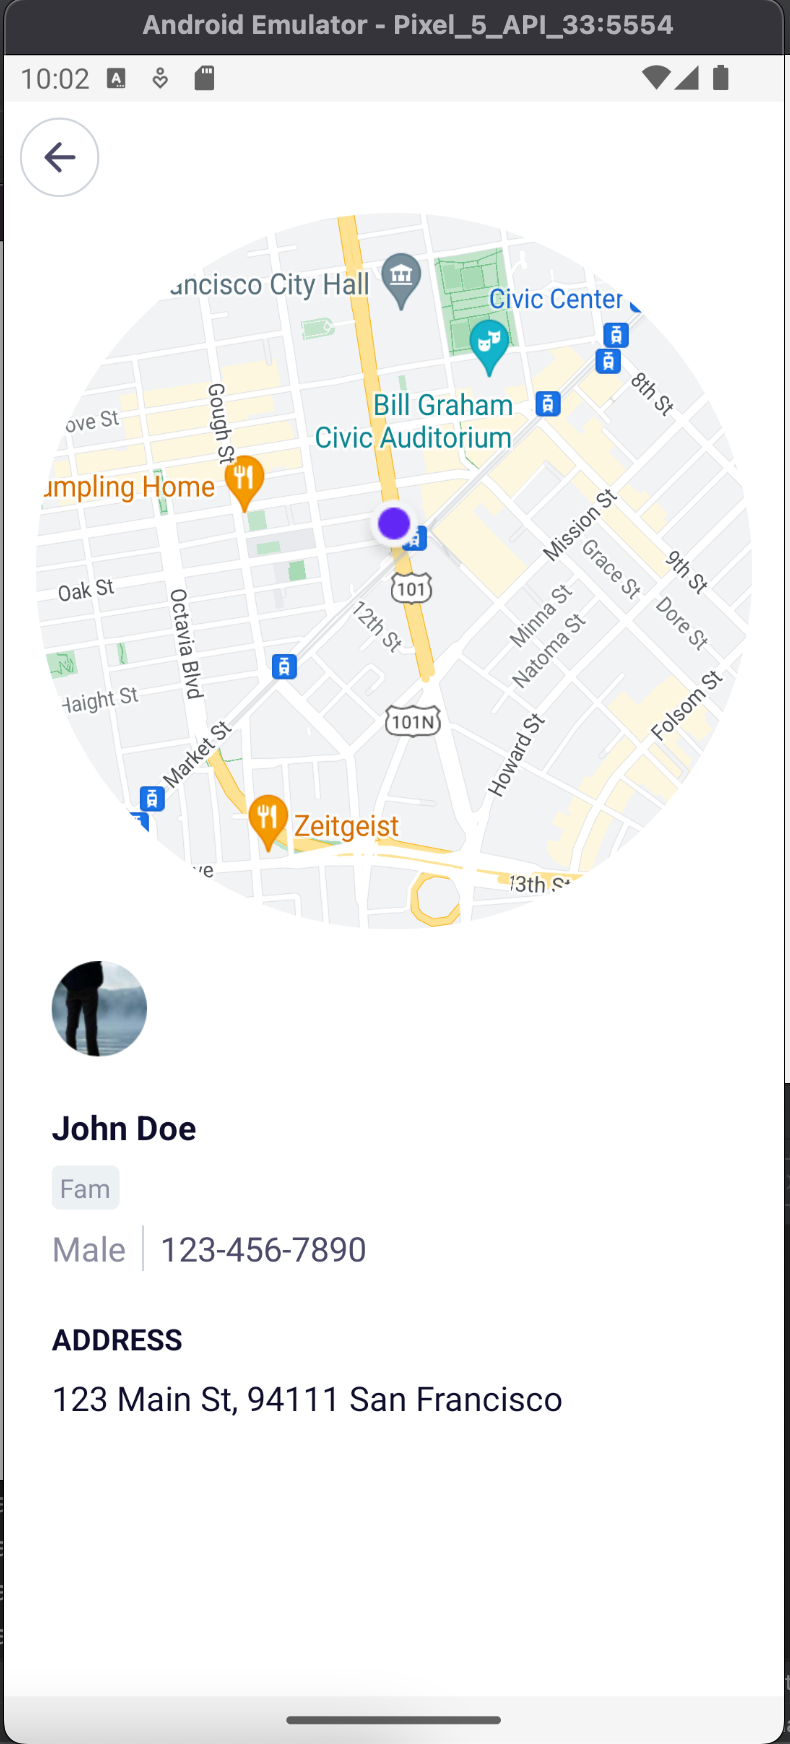 Android Emulator - Pixel_5_API_33:5554
10:02
ancisco City Hall
Civic Center
8th St
Bill Graham
Civic Auditorium
Gough St
ove St
umpling Home
Mission St
Grace St
9th St
Oak St
101
Octavia Blvd
12th St
Minna St
Natoma St
Dore St
Haight St
Folsom St
101N
Howard St
Market St
Zeitgeist
ve
13th St
John Doe
Fam
Male 123-456-7890
ADDRESS
123 Main St, 94111 San Francisco